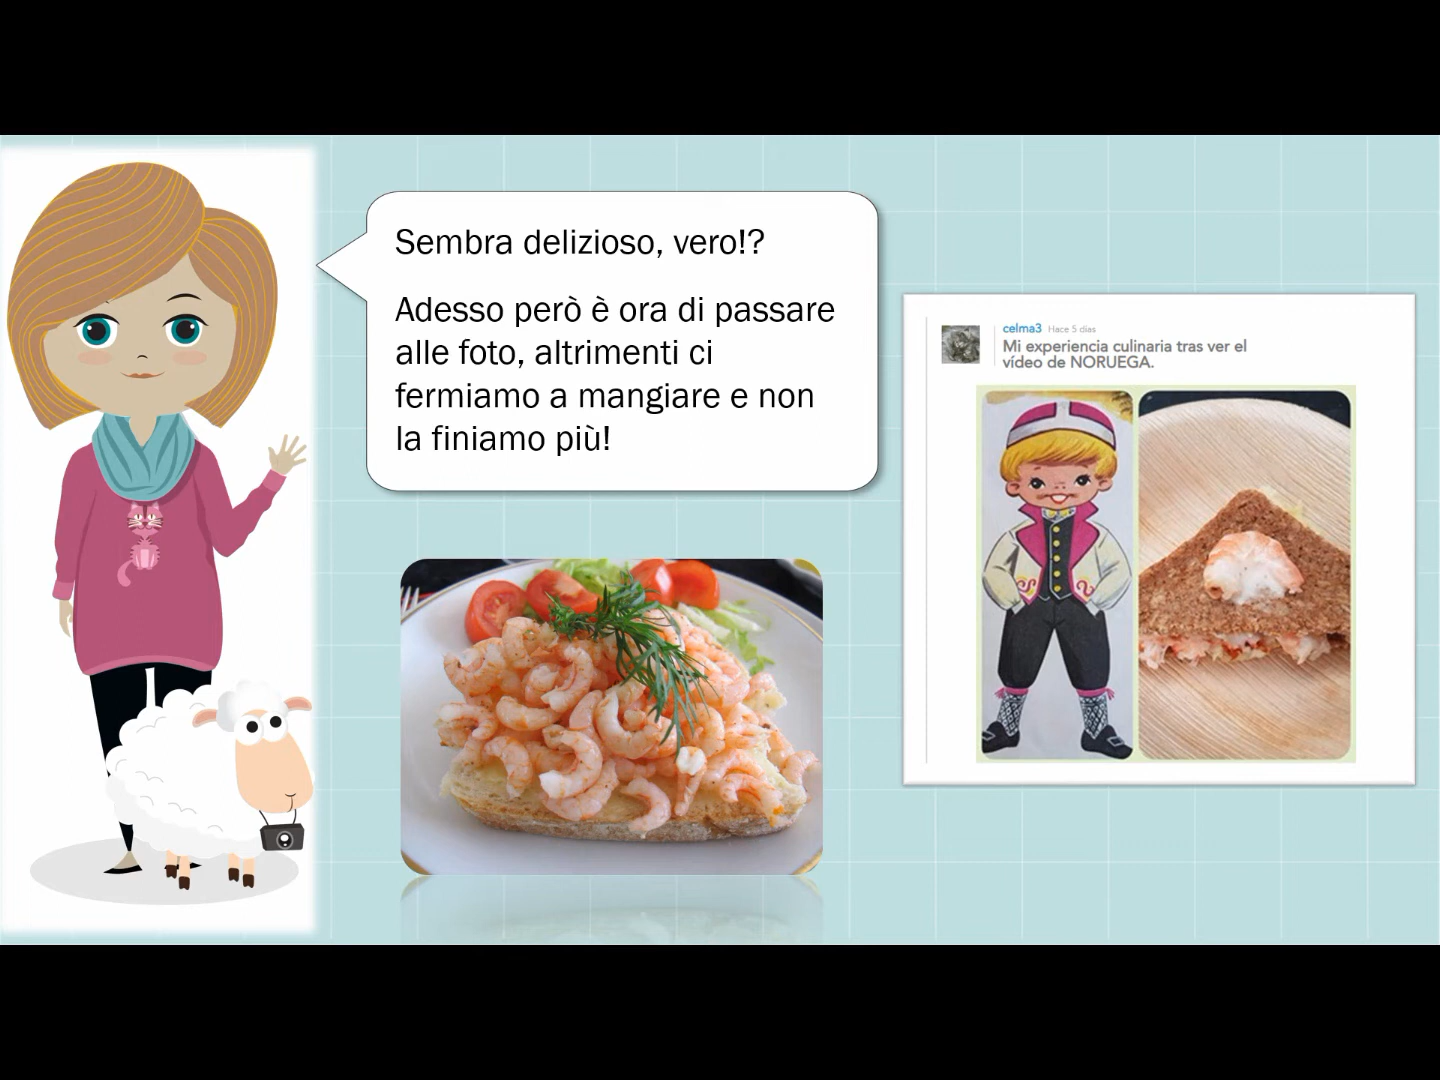 Sembra delizioso, vero!?
Adesso però è ora di passare
alle foto, altrimenti ci
fermiamo a mangiare e non
la finiamo più!
celma3 Hace 5 días
Mi experiencia culinaria tras ver el
vídeo de NORUEGA.